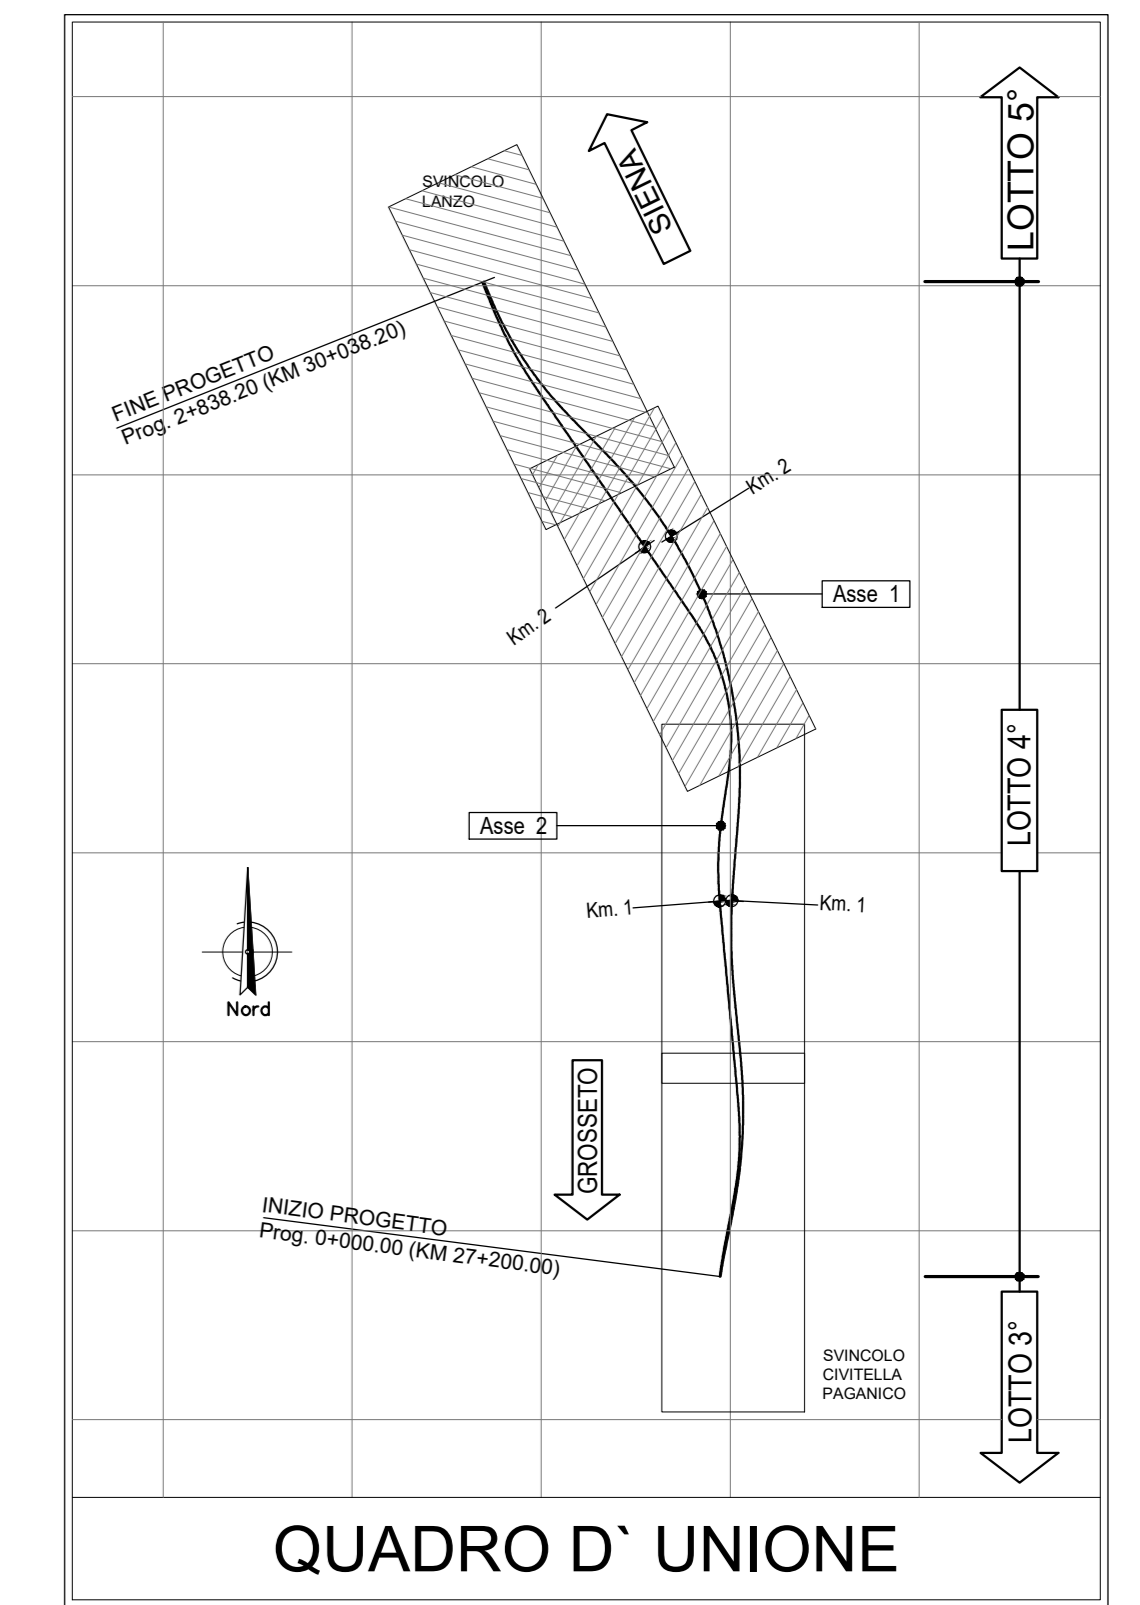 LOTTO 5°
SIENA
SVINCOLO
LANZO
FINE PROGETTO
Prog. 2+838.20 (KM 30+038.20)
Km. 2
Asse 1
Km. 2
LOTTO 4°
Asse 2
Km. 1
Km. 1
Nord
GROSSETO
INIZIO PROGETTO
Prog. 0+000.00 (KM 27+200.00)
SVINCOLO
CIVITELLA
PAGANICO
LOTTO 3°
QUADRO D` UNIONE